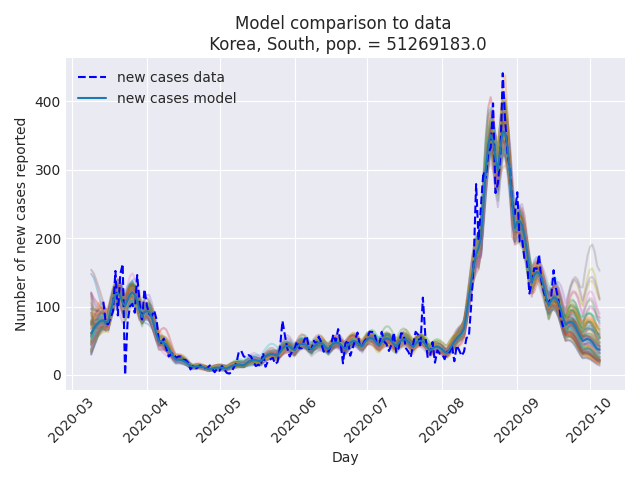 Model comparison to data
Korea, South, pop. = 51269183.0
new cases data
new cases model
Number of new cases reported
400
300
200
100
0
2020-03
2020-04
2020-05
2020-06
2020-07
2020-08
2020-09
2020-10
Day